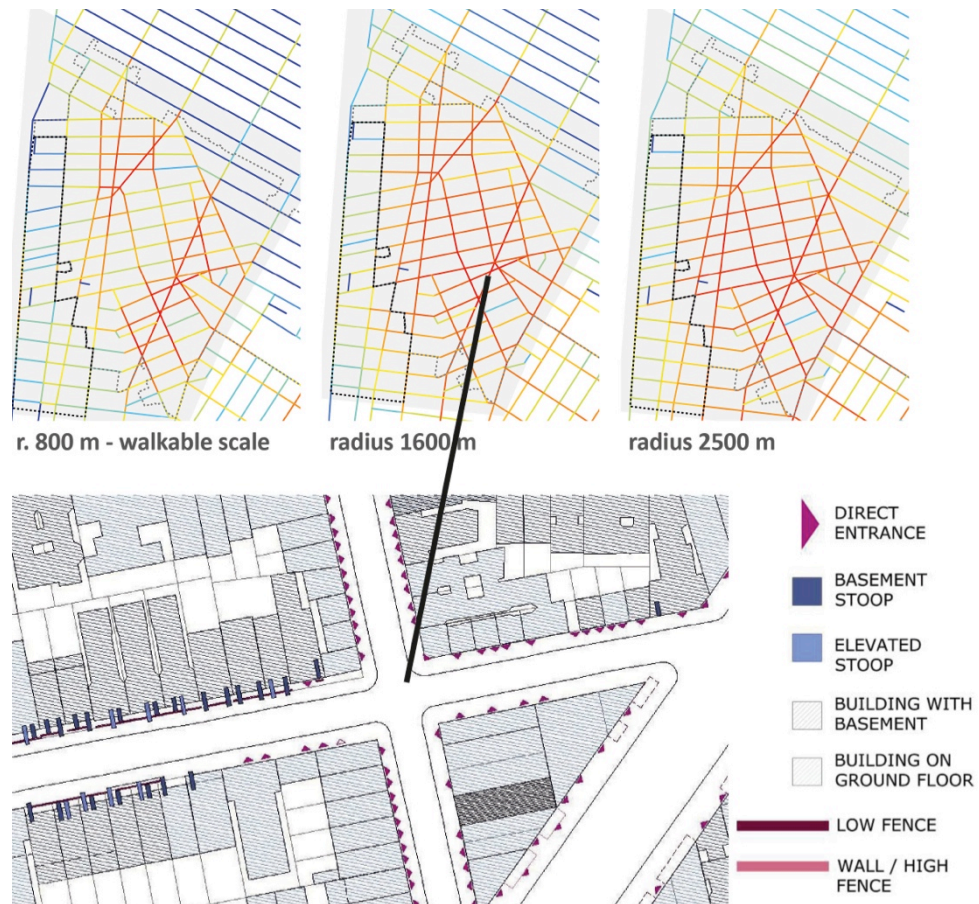 r. 800 m - walkable scale
radius 1600 m
radius 2500 m
DIRECT
ENTRANCE
BASEMENT
STOOP
ELEVATED
STOOP
BUILDING WITH
BASEMENT
BUILDING ON
GROUND FLOOR
LOW FENCE
WALL / HIGH
FENCE